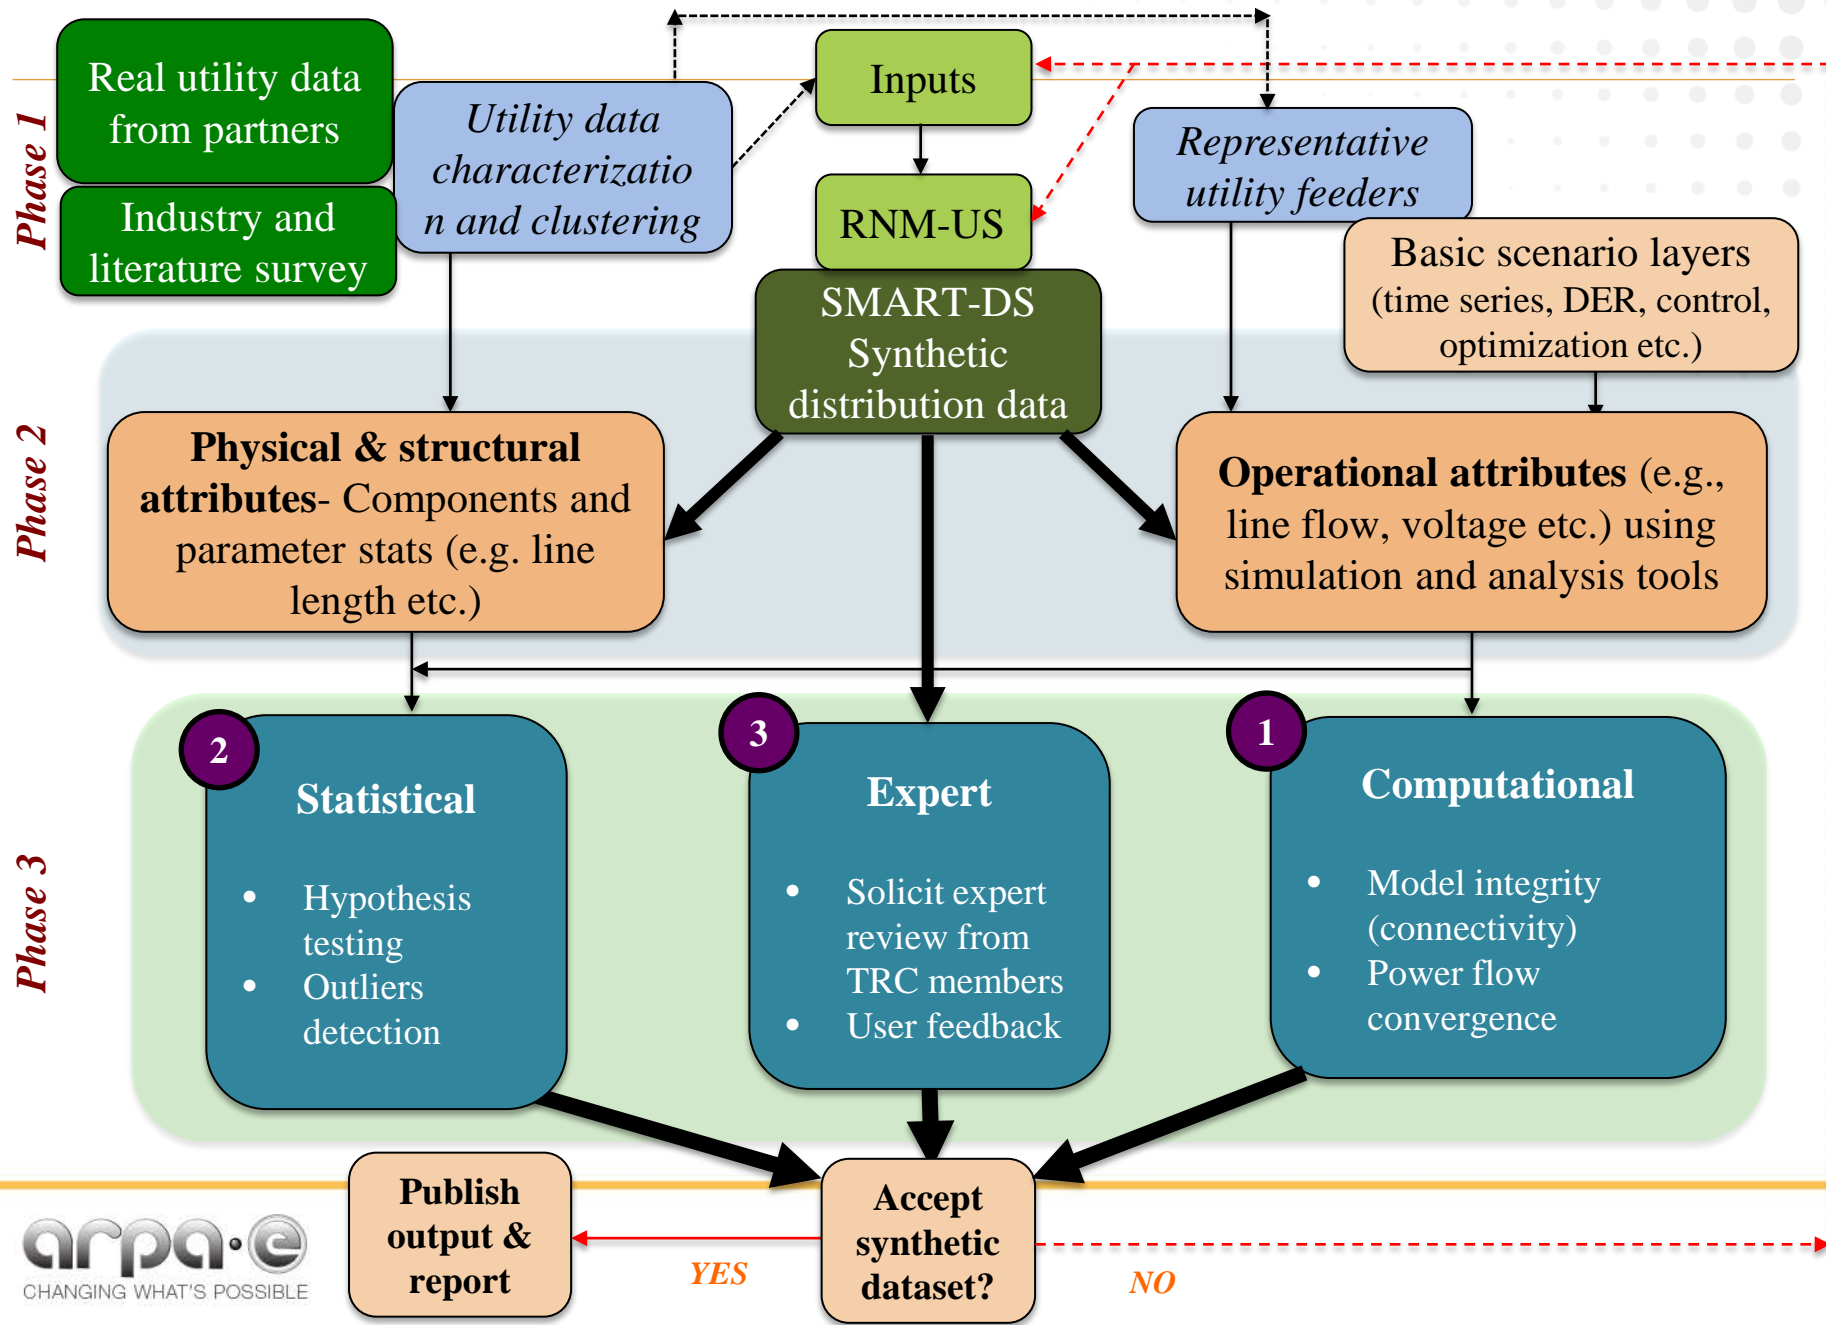 Phase 1
Real utility data
from partners
Industry and
literature survey
Utility data
characterizatio
n and clustering
Inputs
RNM-US
Representative
utility feeders
Basic scenario layers
(time series, DER, control,
optimization etc.)
SMART-DS
Synthetic
distribution data
Phase 2
Physical & structural
attributes- Components and
parameter stats (e.g. line
length etc.)
Operational attributes (e.g.,
line flow, voltage etc.) using
simulation and analysis tools
Phase 3
2
Statistical
• Hypothesis
testing
• Outliers
detection
3
Expert
• Solicit expert
review from
TRC members
• User feedback
1
Computational
• Model integrity
(connectivity)
• Power flow
convergence
Publish
output &
report
YES
Accept
synthetic
dataset?
NO
arpa·e
CHANGING WHAT'S POSSIBLE